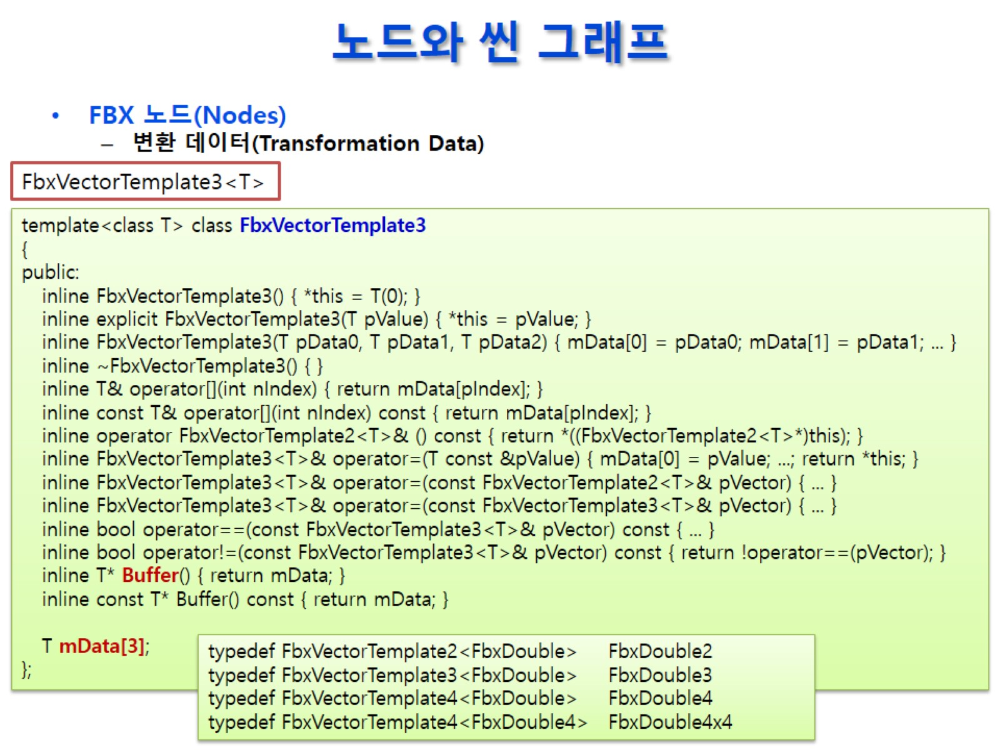 노드와 씬 그래프
• FBX 노드(Nodes)
– 변환 데이터(Transformation Data)
FbxVectorTemplate3<T>
template<class T> class FbxVectorTemplate3
{
public:
inline FbxVectorTemplate3() { *this = T(0); }
inline explicit FbxVectorTemplate3(T pValue) { *this = pValue; }
inline FbxVectorTemplate3(T pData0, T pData1, T pData2) { mData[0] = pData0; mData[1] = pData1; ... }
inline ~FbxVectorTemplate3() { }
inline T& operator[](int nIndex) { return mData[pIndex]; }
inline const T& operator[](int nIndex) const { return mData[pIndex]; }
inline operator FbxVectorTemplate2<T>& () const { return *((FbxVectorTemplate2<T>*)this); }
inline FbxVectorTemplate3<T>& operator=(T const &pValue) { mData[0] = pValue; ...; return *this; }
inline FbxVectorTemplate3<T>& operator=(const FbxVectorTemplate2<T>& pVector) { ... }
inline FbxVectorTemplate3<T>& operator=(const FbxVectorTemplate3<T>& pVector) { ... }
inline bool operator==(const FbxVectorTemplate3<T>& pVector) const { ... }
inline bool operator!=(const FbxVectorTemplate3<T>& pVector) const { return !operator==(pVector); }
inline T* Buffer() { return mData; }
inline const T* Buffer() const { return mData; }
T mData[3];
};
typedef FbxVectorTemplate2<FbxDouble> FbxDouble2
typedef FbxVectorTemplate3<FbxDouble> FbxDouble3
typedef FbxVectorTemplate4<FbxDouble> FbxDouble4
typedef FbxVectorTemplate4<FbxDouble4> FbxDouble4x4